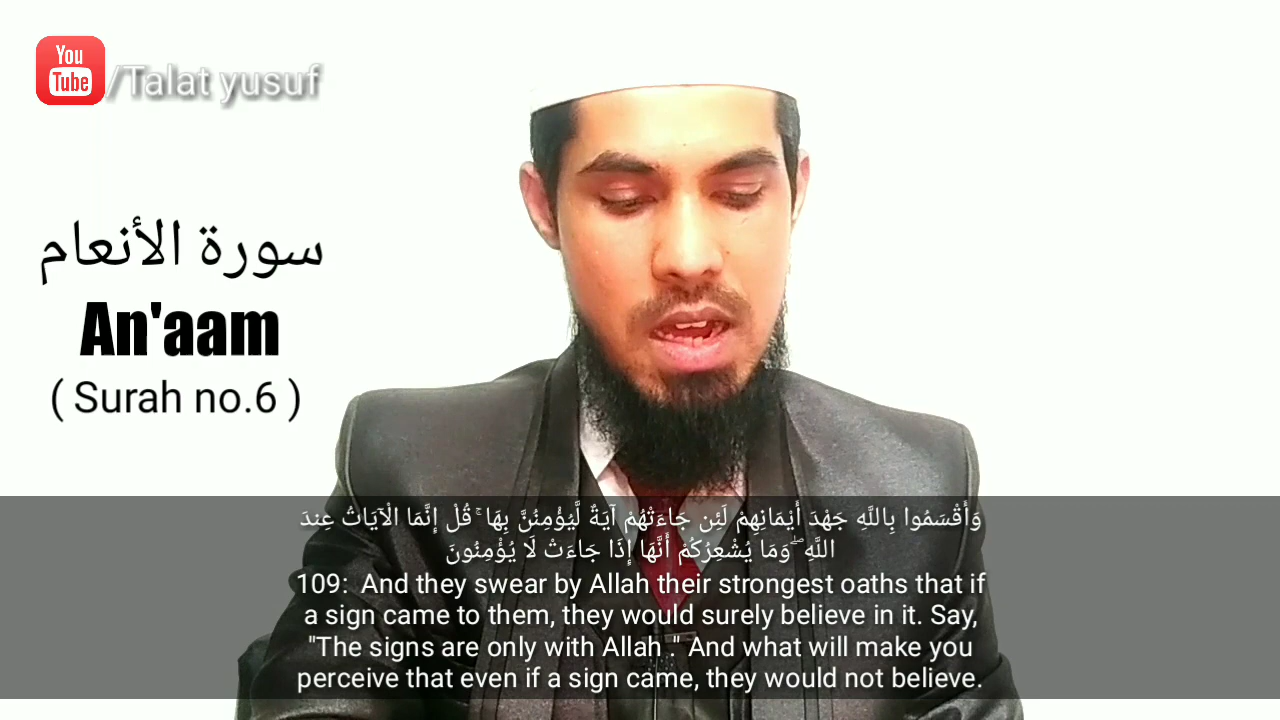 You
Tube
/Talat yusuf
سورة الأنعام
An'aam
( Surah no.6 )
وَأَقْسَمُوا بِاللَّهِ جَهْدَ أَيْمَانِهِمْ لَئِن جَاءَتْهُمْ آيَةٌ لَّيُؤْمِنُنَّ بِهَا ۚ قُلْ إِنَّمَا الْآيَاتُ عِندَ
اللَّهِ ۖ وَمَا يُشْعِرُكُمْ أَنَّهَا إِذَا جَاءَتْ لَا يُؤْمِنُونَ
109:  And they swear by Allah their strongest oaths that if
a sign came to them, they would surely believe in it. Say,
"The signs are only with Allah ." And what will make you
perceive that even if a sign came, they would not believe.